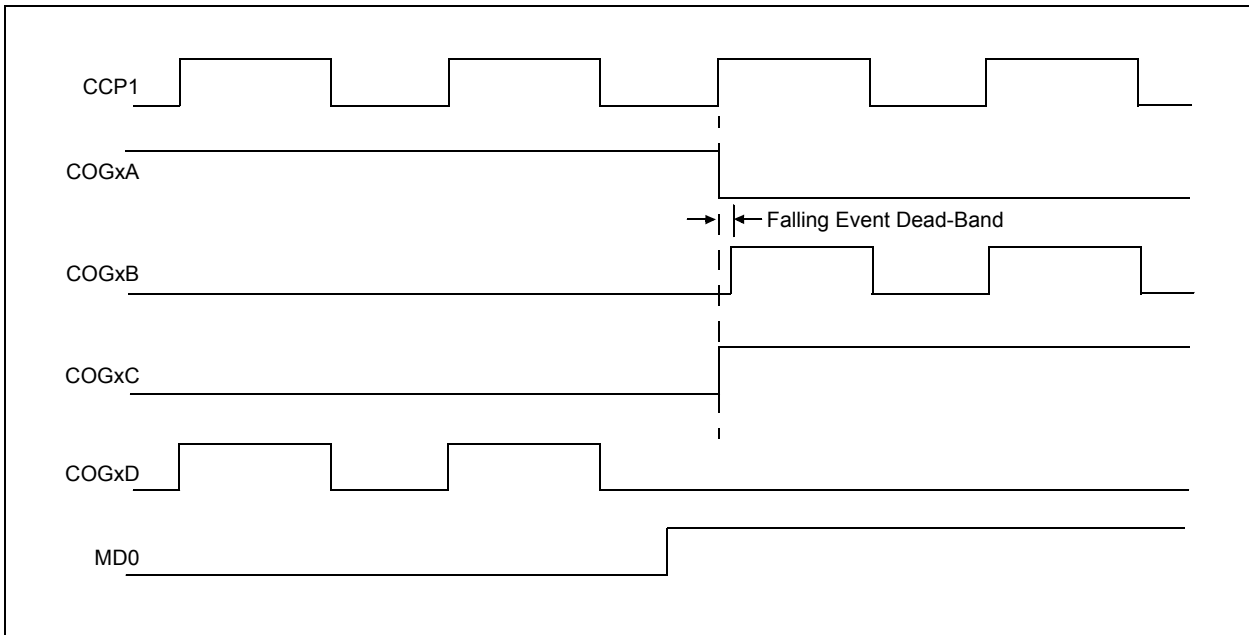 CCP1
COGxA
Falling Event Dead-Band
COGxB
COGxC
COGxD
MD0